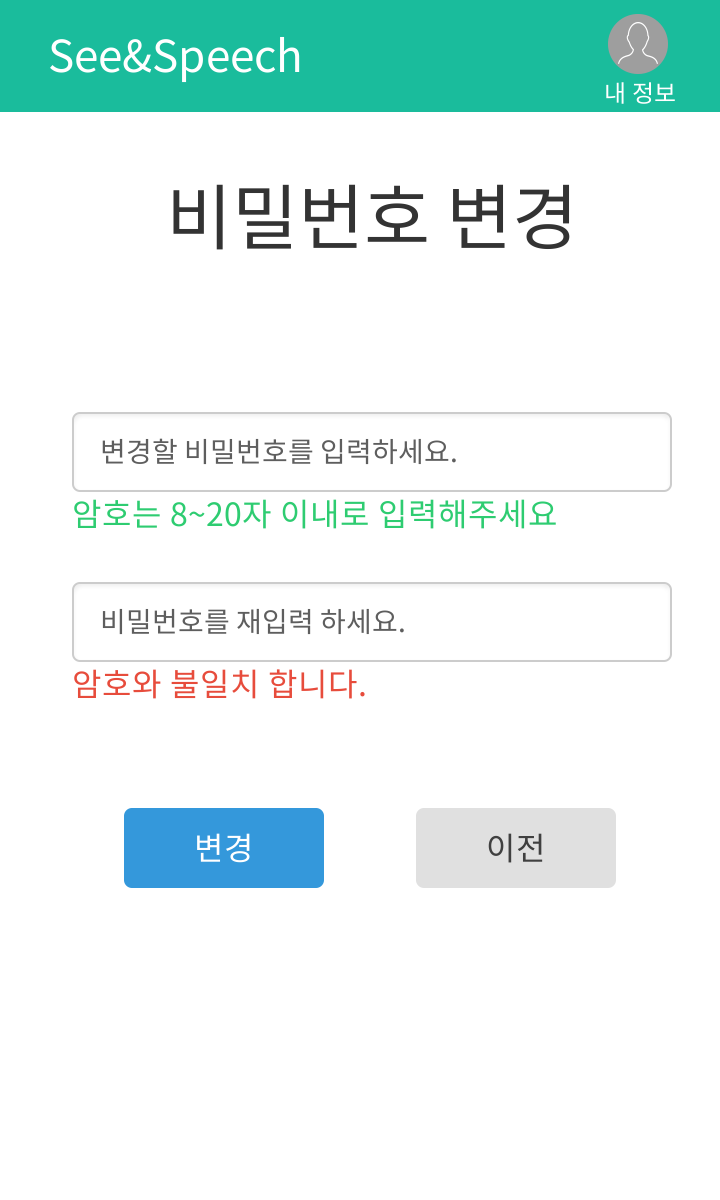 See&Speech
내 정보
비밀번호 변경
변경할 비밀번호를 입력하세요.
암호는 8~20자 이내로 입력해주세요
비밀번호를 재입력 하세요.
암호와 불일치 합니다.
변경
이전